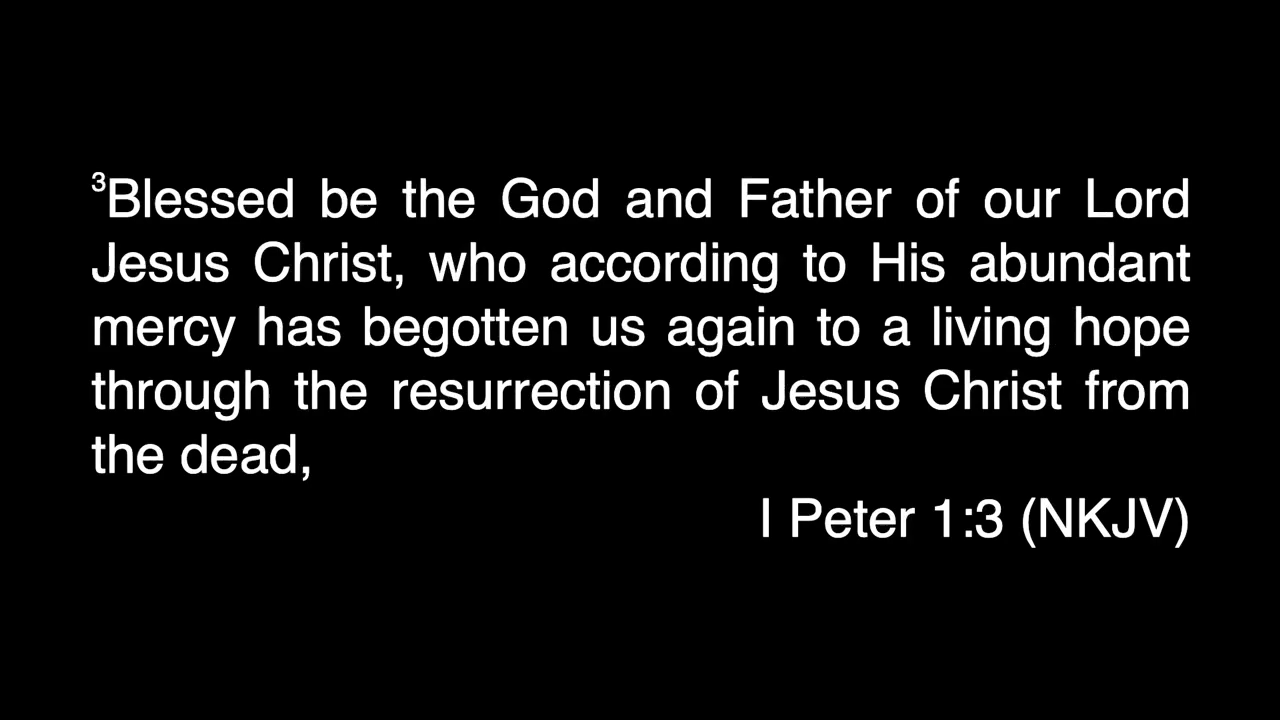 ³Blessed be the God and Father of our Lord
Jesus Christ, who according to His abundant
mercy has begotten us again to a living hope
through the resurrection of Jesus Christ from
the dead,
I Peter 1:3 (NKJV)